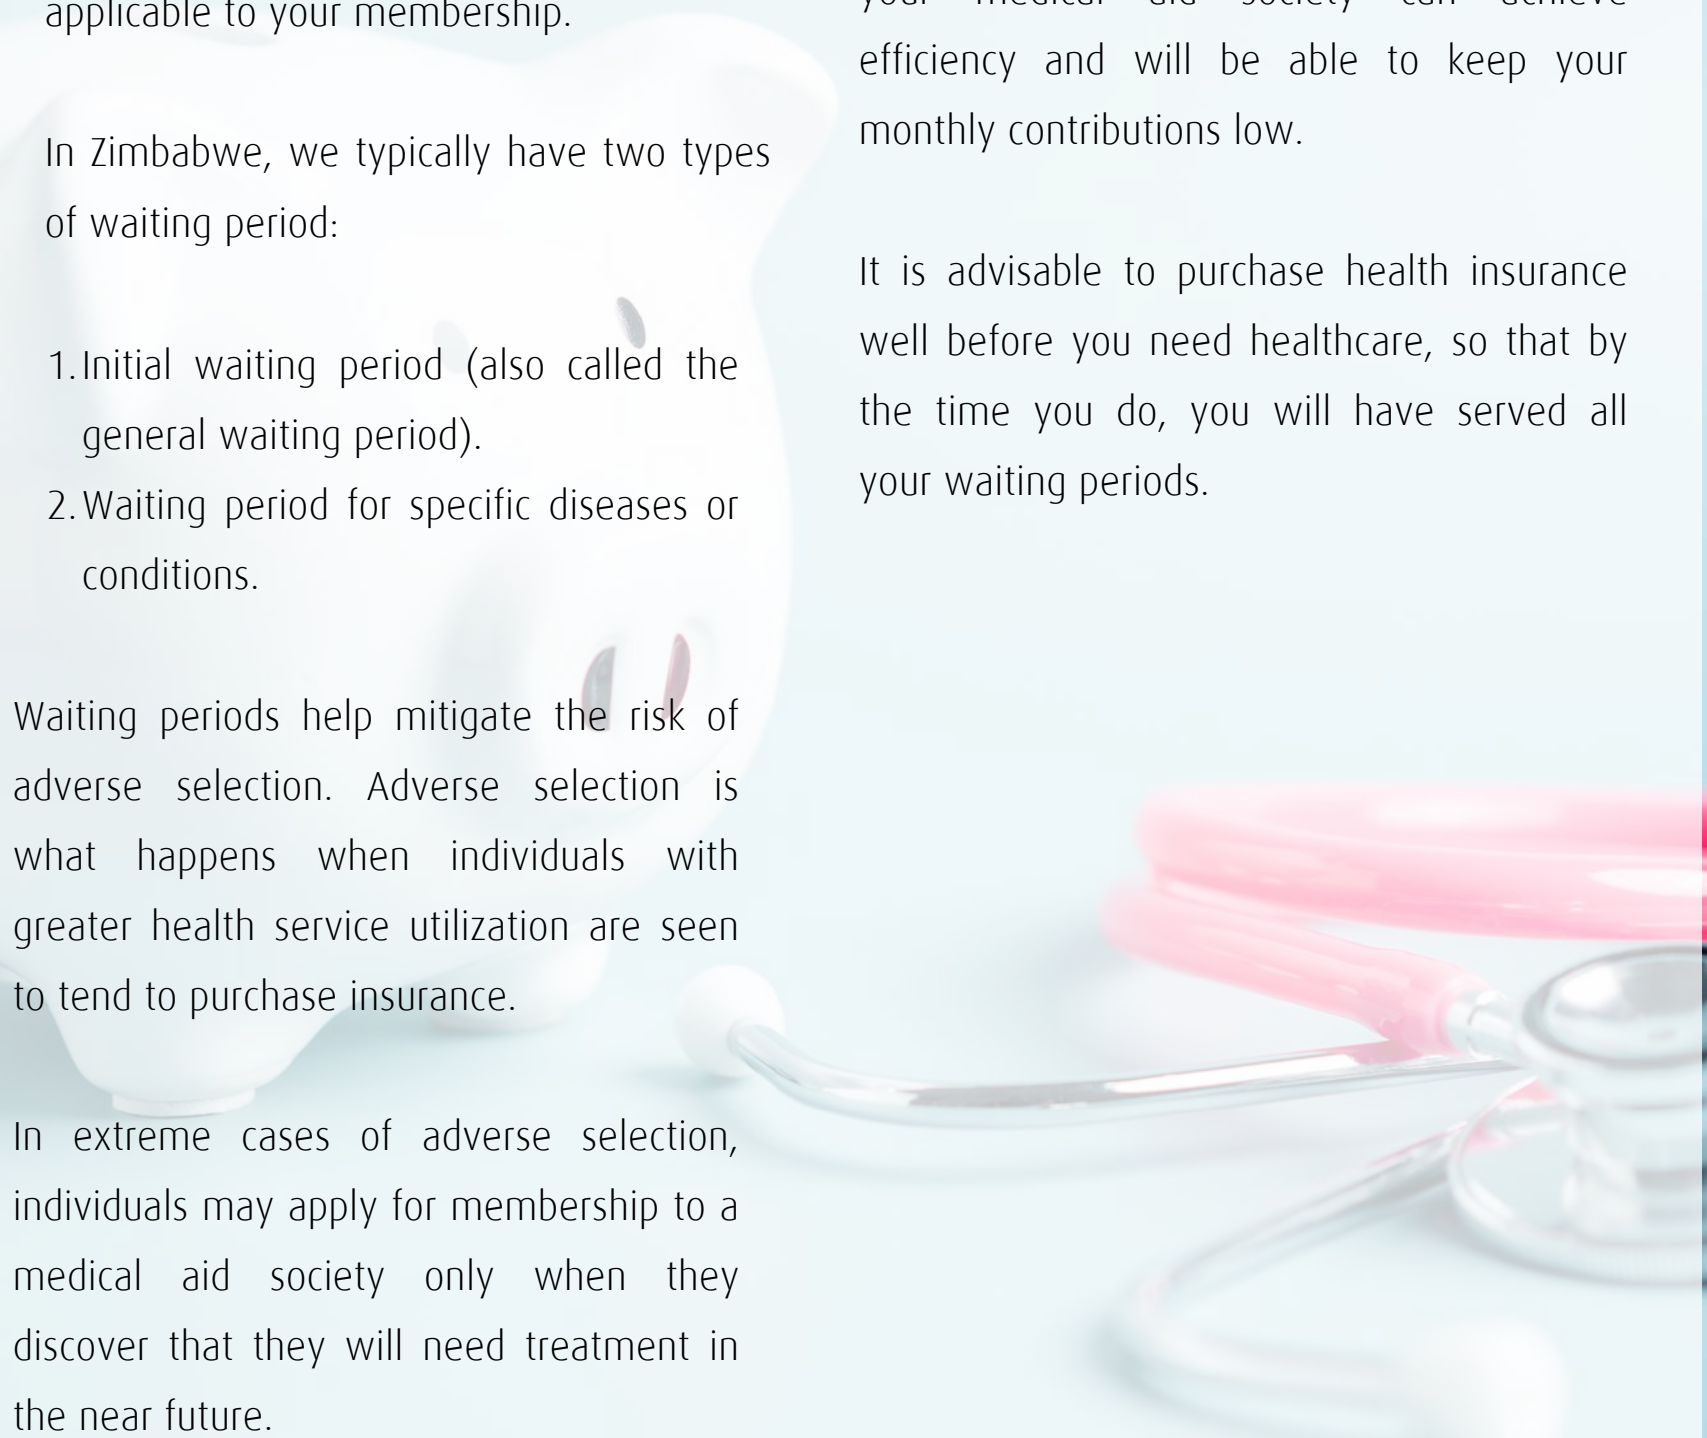 applicable to your membership.
In Zimbabwe, we typically have two types
of waiting period:
1. Initial waiting period (also called the
general waiting period).
2. Waiting period for specific diseases or
conditions.
Waiting periods help mitigate the risk of
adverse selection. Adverse selection is
what happens when individuals with
greater health service utilization are seen
to tend to purchase insurance.
In extreme cases of adverse selection,
individuals may apply for membership to a
medical aid society only when they
discover that they will need treatment in
the near future.
your medical aid society can achieve
efficiency and will be able to keep your
monthly contributions low.
It is advisable to purchase health insurance
well before you need healthcare, so that by
the time you do, you will have served all
your waiting periods.